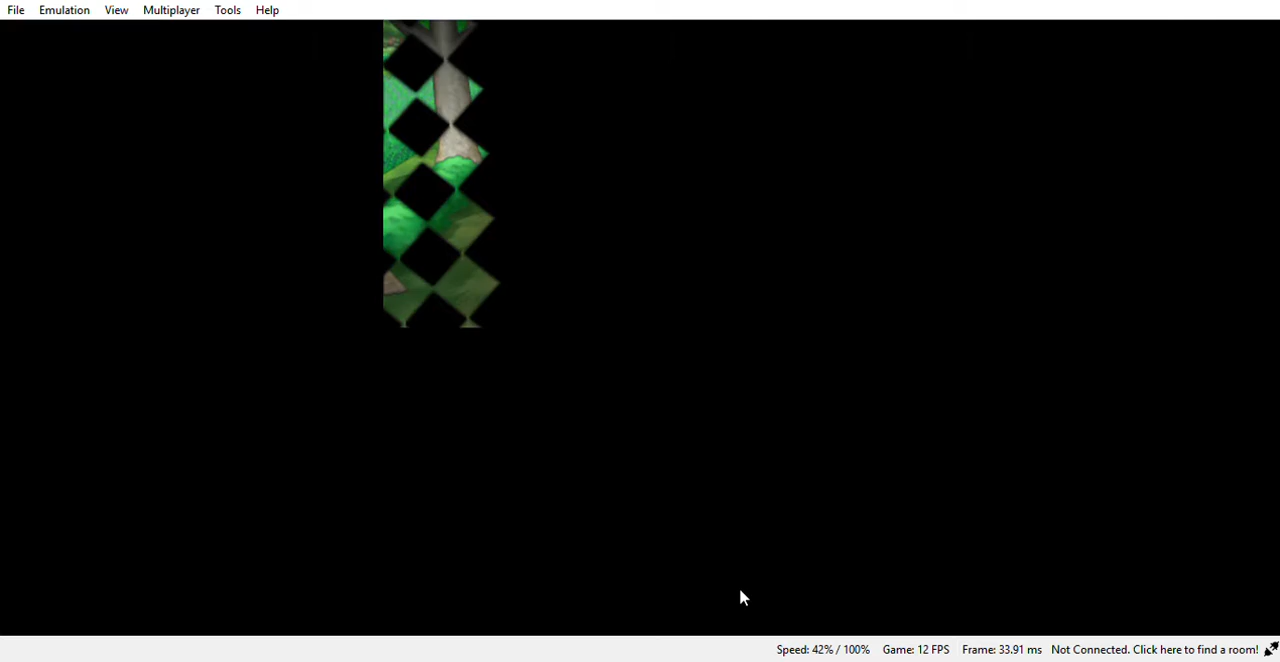 File Emulation View Multiplayer Tools Help
Speed: 42% / 100% Game: 12 FPS Frame: 33.91 ms Not Connected. Click here to find a room!